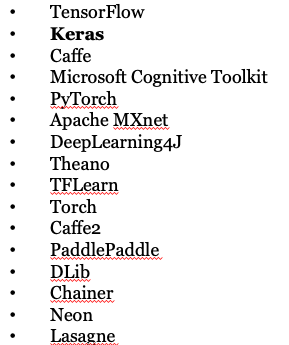 • TensorFlow
• Keras
• Caffe
• Microsoft Cognitive Toolkit
• PyTorch
• Apache MXnet
• DeepLearning4J
• Theano
• TFLearn
• Torch
• Caffe2
• PaddlePaddle
• DLib
• Chainer
• Neon
• Lasagne